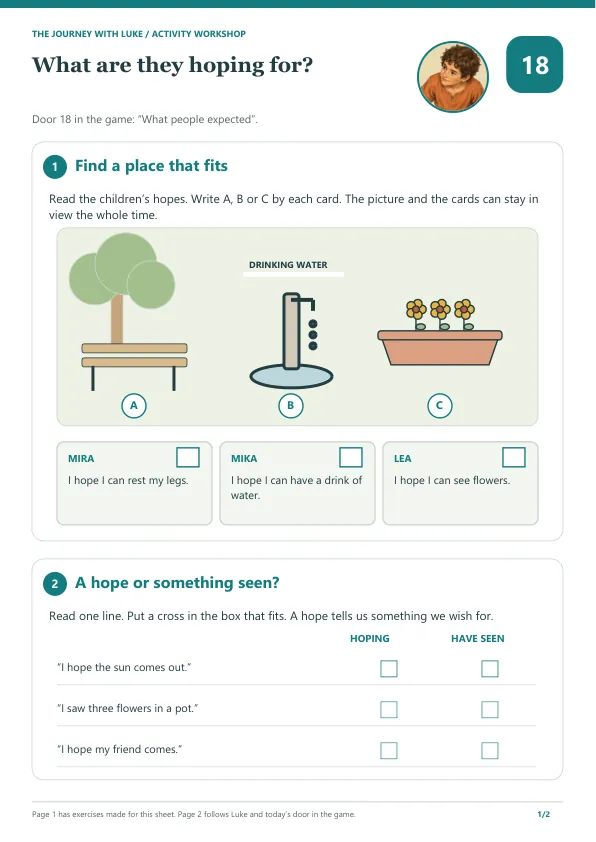 THE JOURNEY WITH LUKE / ACTIVITY WORKSHOP
What are they hoping for?
18
Door 18 in the game: “What people expected”.
1 Find a place that fits
Read the children’s hopes. Write A, B or C by each card. The picture and the cards can stay in
view the whole time.
DRINKING WATER
A
B
C
MIRA
I hope I can rest my legs.
MIKA
I hope I can have a drink of
water.
LEA
I hope I can see flowers.
2 A hope or something seen?
Read one line. Put a cross in the box that fits. A hope tells us something we wish for.
HOPING HAVE SEEN
“I hope the sun comes out.”
“I saw three flowers in a pot.”
“I hope my friend comes.”
Page 1 has exercises made for this sheet. Page 2 follows Luke and today’s door in the game.
1/2